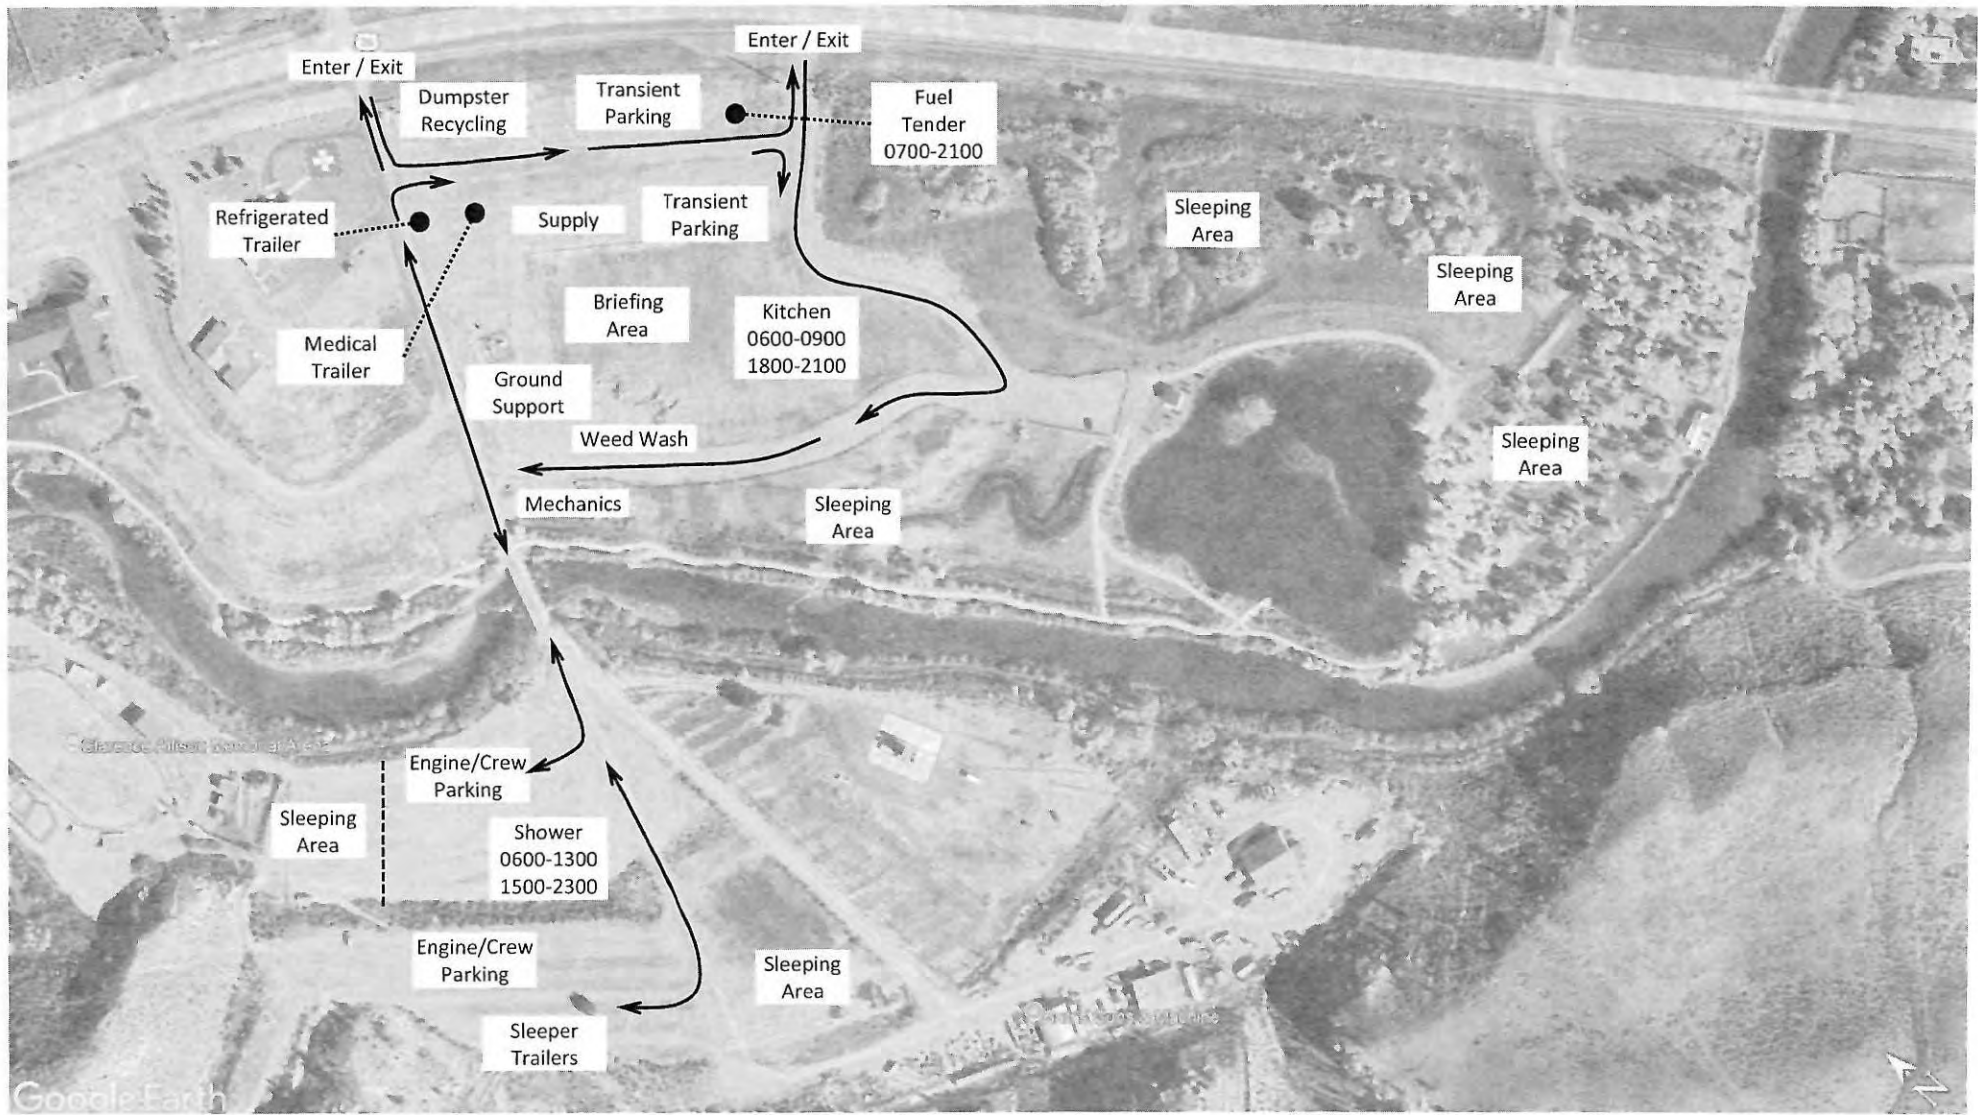 Enter / Exit
Enter / Exit
Dumpster
Recycling
Transient
Parking
Fuel
Tender
0700-2100
Refrigerated
Trailer
Supply
Transient
Parking
Sleeping
Area
Sleeping
Area
Medical
Trailer
Briefing
Area
Kitchen
0600-0900
1800-2100
Ground
Support
Weed Wash
Sleeping
Area
Mechanics
Sleeping
Area
Engine/Crew
Parking
Sleeping
Area
Shower
0600-1300
1500-2300
Engine/Crew
Parking
Sleeping
Area
Sleeper
Trailers
Google Earth
N